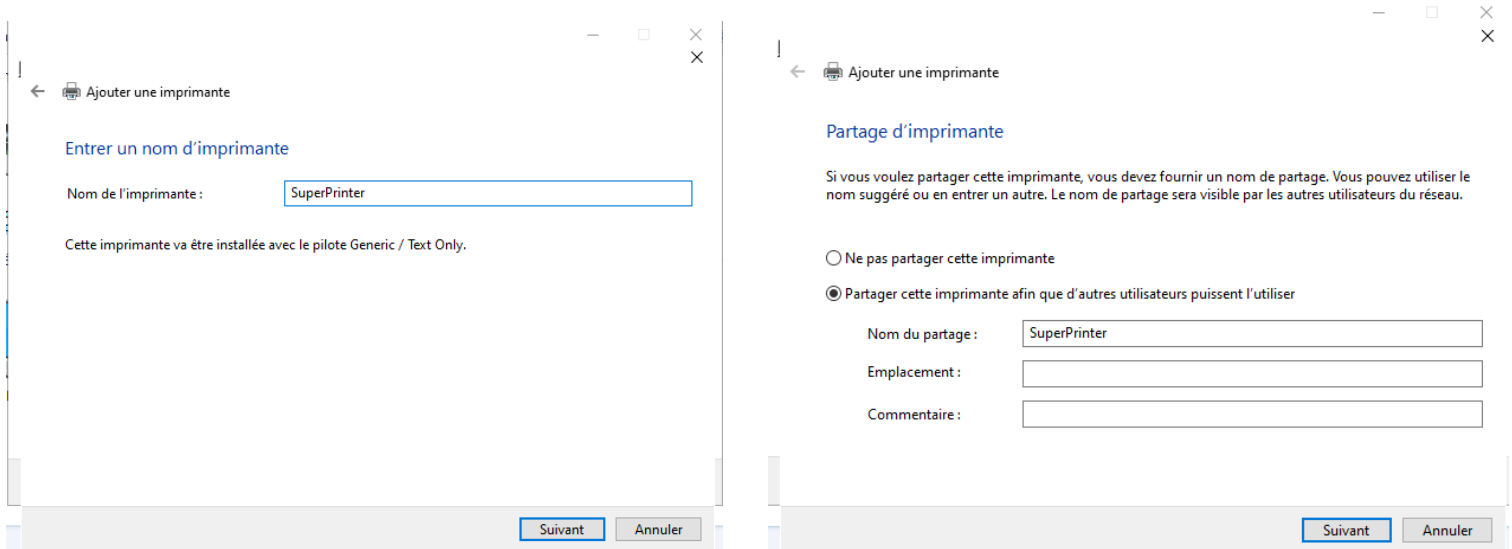 Ajouter une imprimante
Entrer un nom d’imprimante
Nom de l’imprimante : SuperPrinter
Cette imprimante va être installée avec le pilote Generic / Text Only.
Suivant Annuler
Ajouter une imprimante
Partage d’imprimante
Si vous voulez partager cette imprimante, vous devez fournir un nom de partage. Vous pouvez utiliser le
nom suggéré ou en entrer un autre. Le nom de partage sera visible par les autres utilisateurs du réseau.
Ne pas partager cette imprimante
Partager cette imprimante afin que d’autres utilisateurs puissent l’utiliser
Nom du partage : SuperPrinter
Emplacement :
Commentaire :
Suivant Annuler